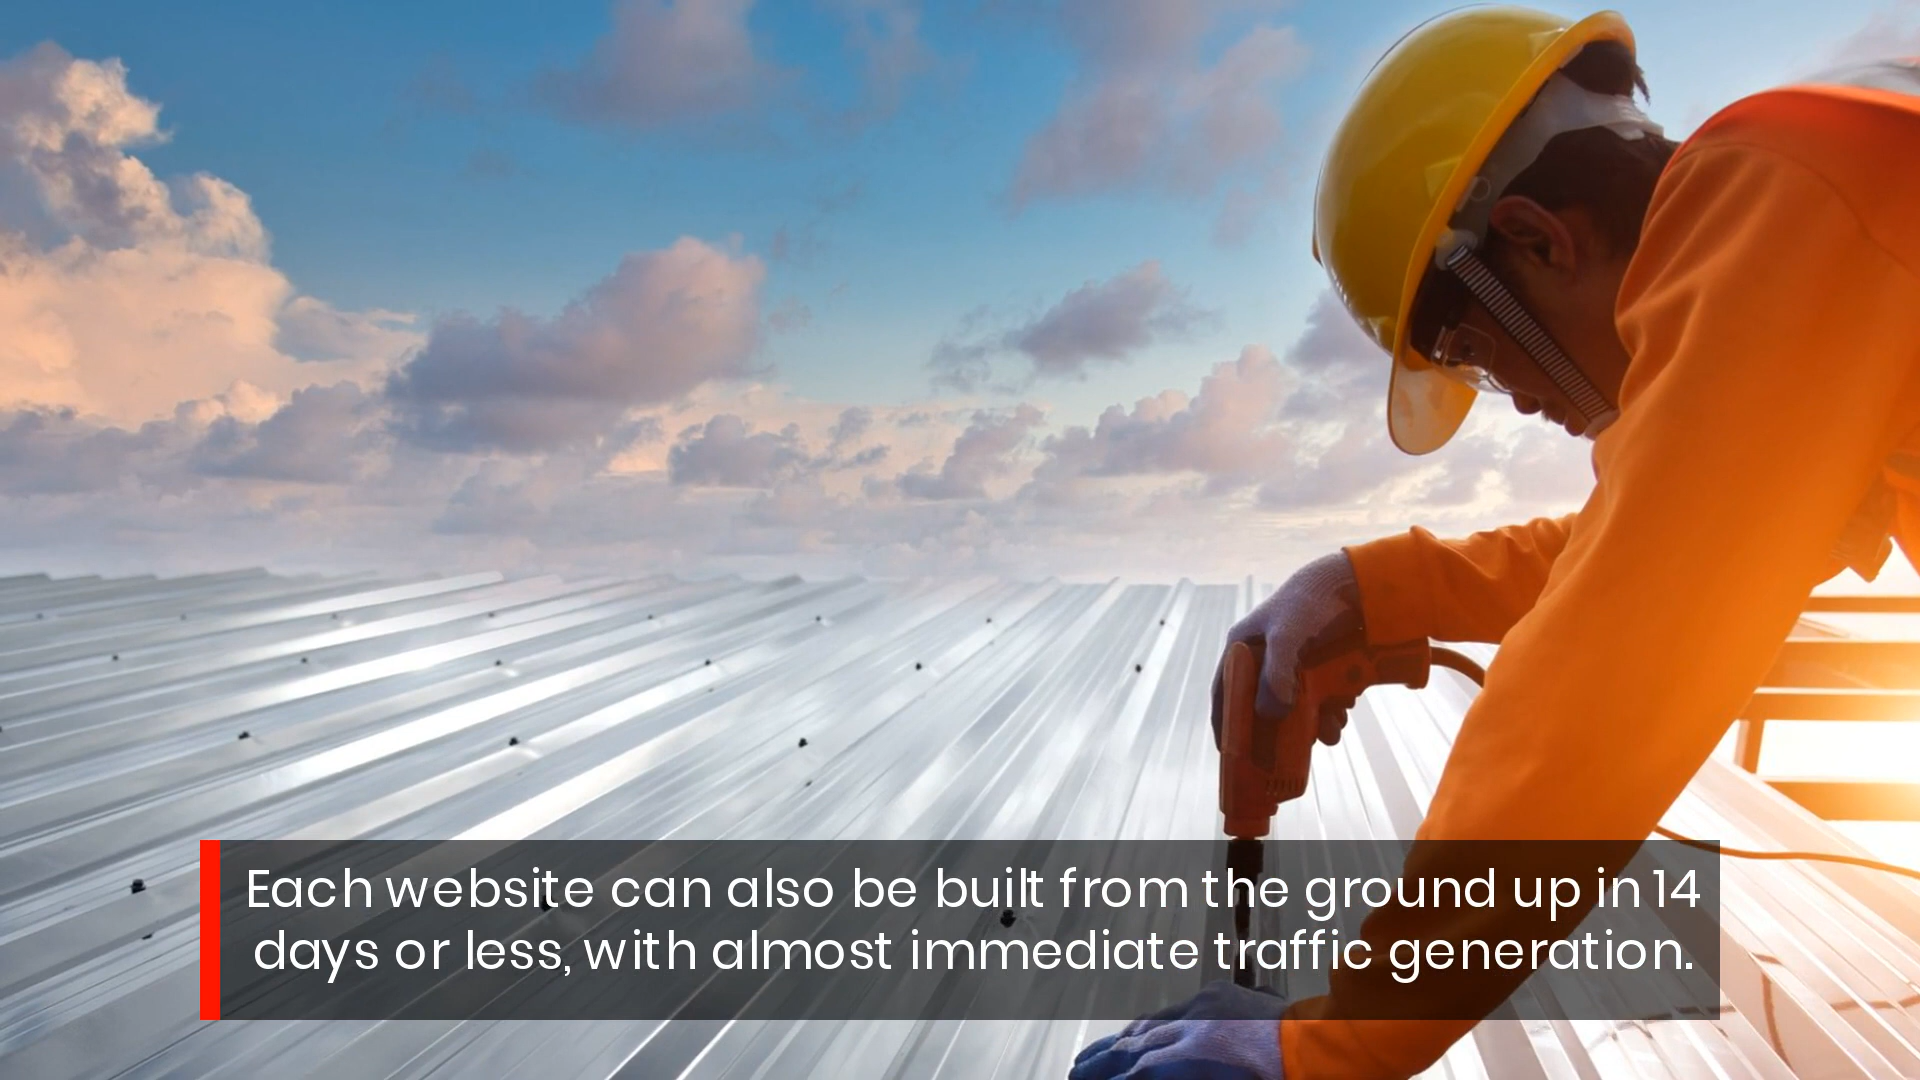 Each website can also be built from the ground up in 14
days or less, with almost immediate traffic generation.